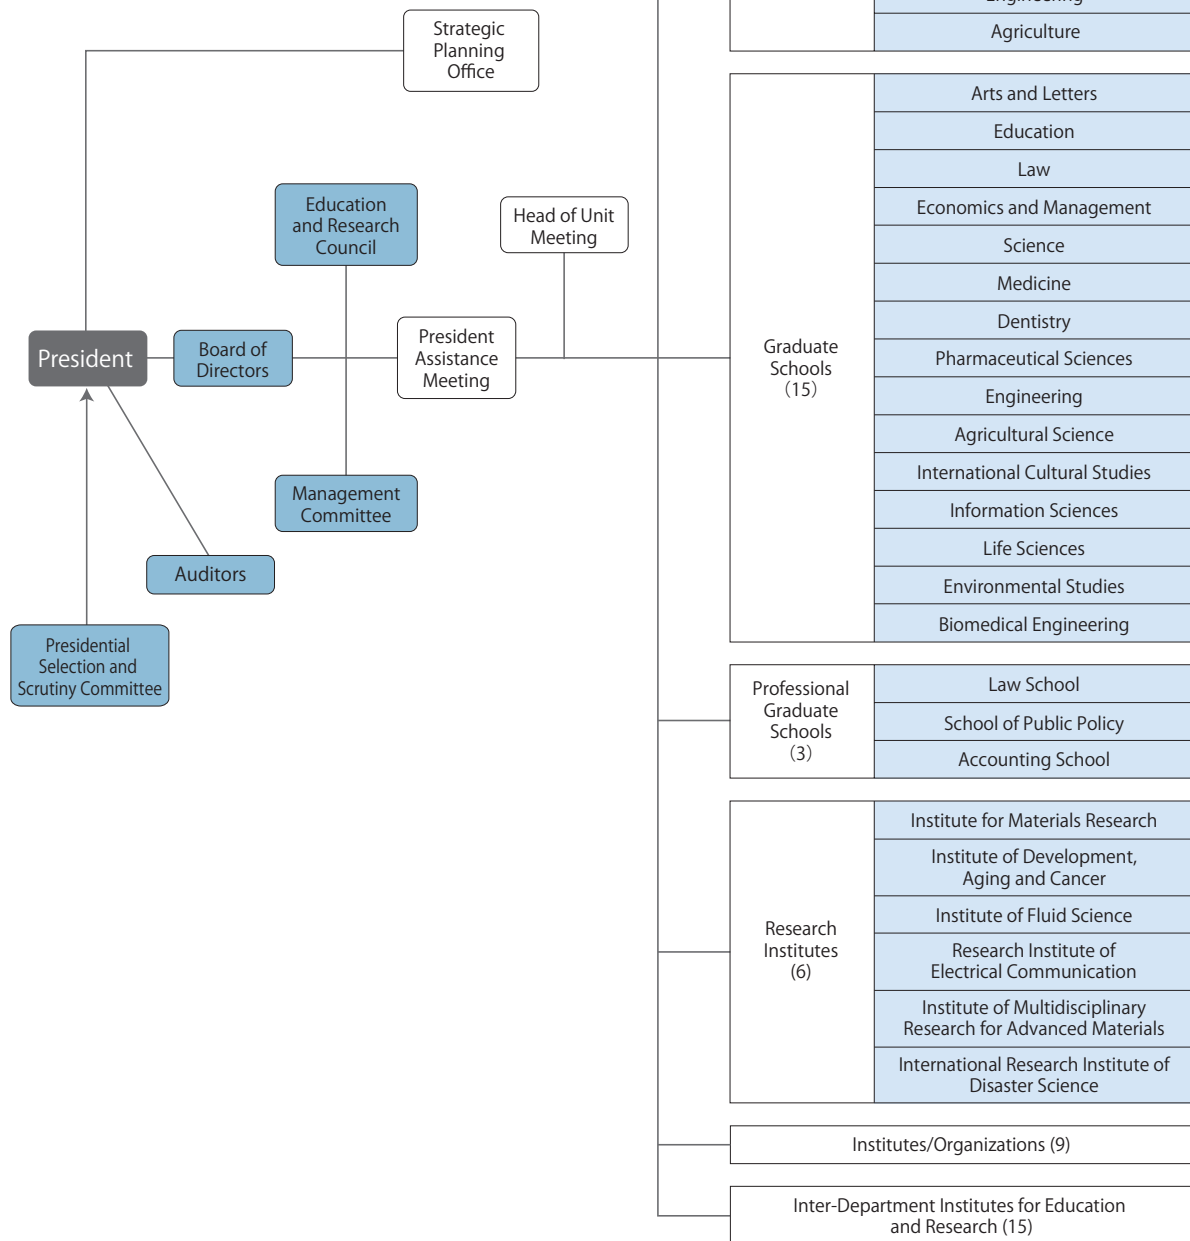 Strategic
Planning
Office
Education
and Research
Council
Head of Unit
Meeting
President
Board of
Directors
President
Assistance
Meeting
Management
Committee
Auditors
Presidential
Selection and
Scrutiny Committee
Engineering
Agriculture
Graduate
Schools
(15)
Arts and Letters
Education
Law
Economics and Management
Science
Medicine
Dentistry
Pharmaceutical Sciences
Engineering
Agricultural Science
International Cultural Studies
Information Sciences
Life Sciences
Environmental Studies
Biomedical Engineering
Professional
Graduate
Schools
(3)
Law School
School of Public Policy
Accounting School
Research
Institutes
(6)
Institute for Materials Research
Institute of Development,
Aging and Cancer
Institute of Fluid Science
Research Institute of
Electrical Communication
Institute of Multidisciplinary
Research for Advanced Materials
International Research Institute of
Disaster Science
Institutes/Organizations (9)
Inter-Department Institutes for Education
and Research (15)